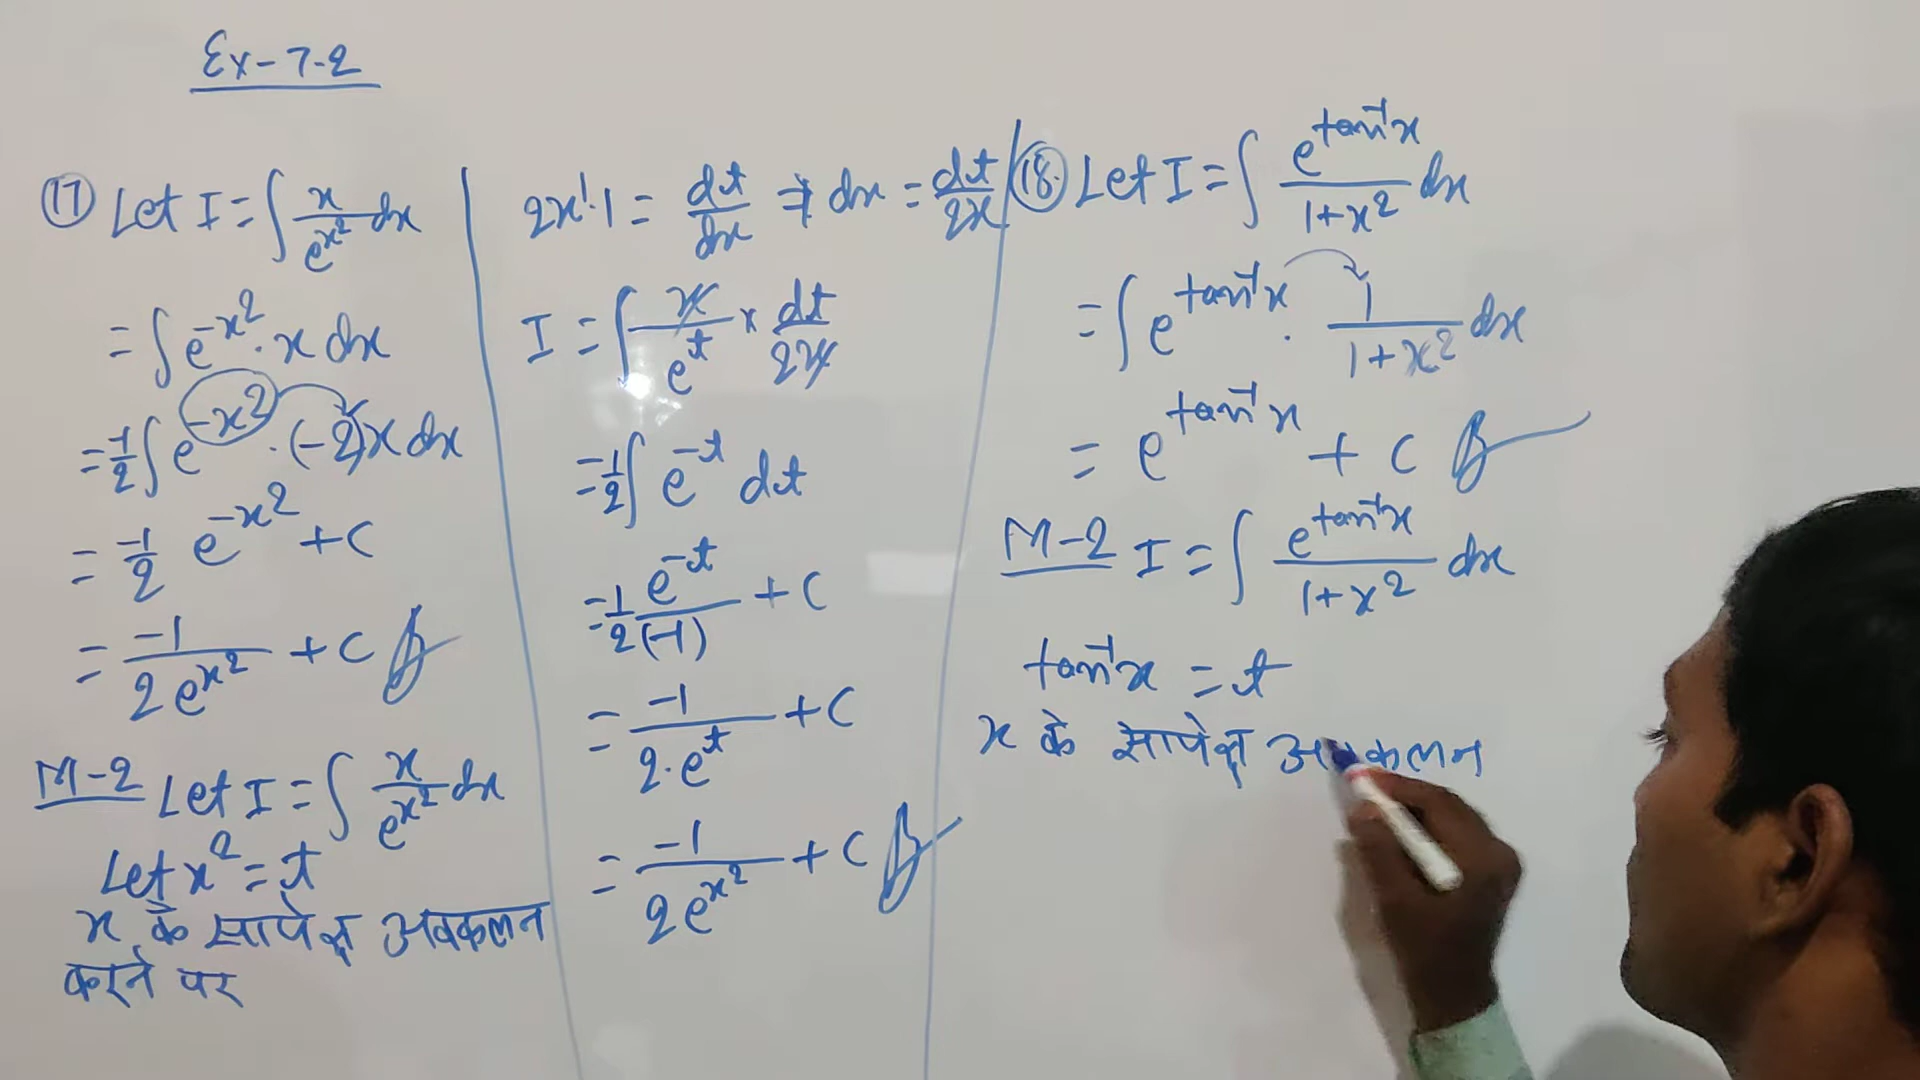 Ex-7.2
(17) Let I = ∫ x/e^(x²) dx
= ∫ e^(-x²) · x dx
= -1/2 ∫ e^(-x²) · (-2)x dx
= -1/2 e^(-x²) + C
= -1/(2e^(x²)) + C
M-2 Let I = ∫ x/e^(x²) dx
Let x² = t
x के सापेक्ष अवकलन
करने पर
2x¹·1 = dt/dx ⇒ dx = dt/2x
I = ∫ x/e^t × dt/2x
= 1/2 ∫ e^(-t) dt
= 1/2 e^(-t)/(-1) + C
= -1/(2·e^t) + C
= -1/(2e^(x²)) + C
(18.) Let I = ∫ e^(tan⁻¹x)/(1+x²) dx
= ∫ e^(tan⁻¹x) · 1/(1+x²) dx
= e^(tan⁻¹x) + C
M-2 I = ∫ e^(tan⁻¹x)/(1+x²) dx
tan⁻¹x = t
x के सापेक्ष अवकलन